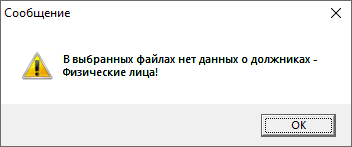 Сообщение
В выбранных файлах нет данных о должниках -
Физические лица!
OK